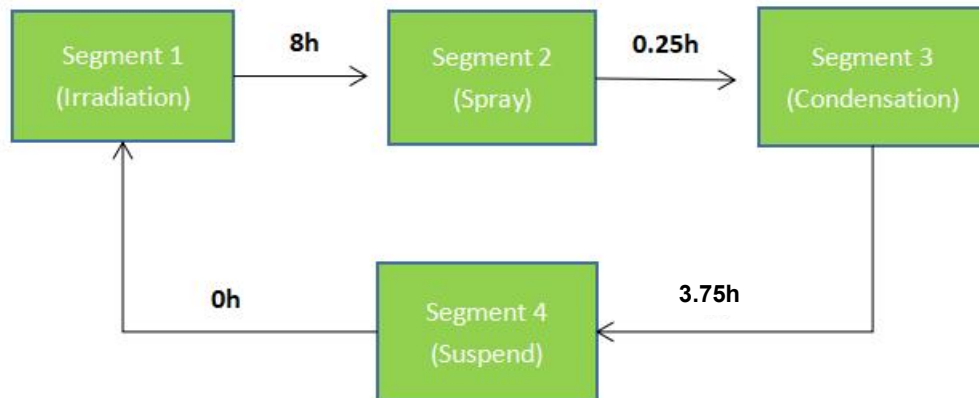 Segment 1
(Irradiation)
8h
Segment 2
(Spray)
0.25h
Segment 3
(Condensation)
3.75h
Segment 4
(Suspend)
0h